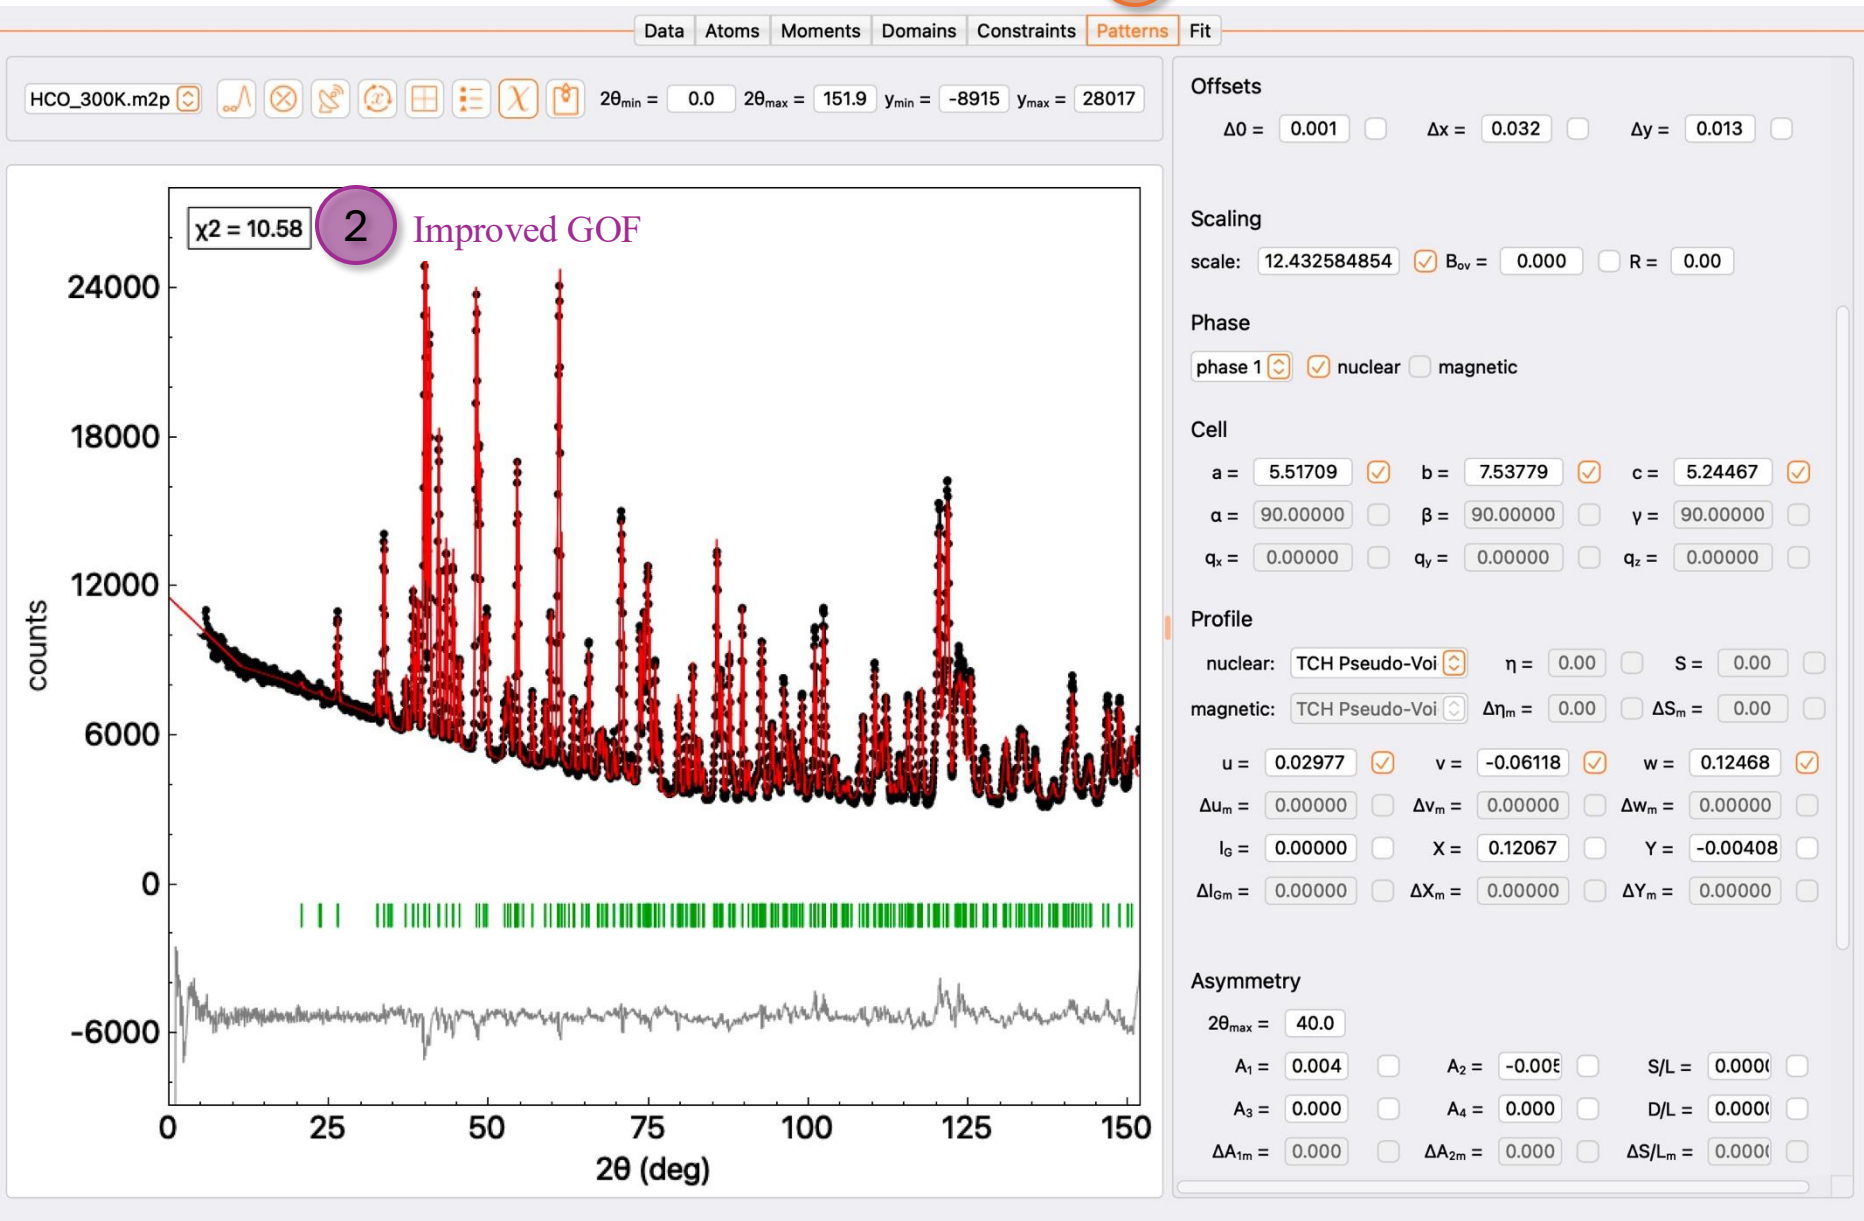 Data Atoms Moments Domains Constraints Patterns Fit
HCO_300K.m2p 2θmin = 0.0 2θmax = 151.9 ymin = -8915 ymax = 28017
χ2 = 10.58
2
Improved GOF
24000
18000
12000
6000
0
-6000
counts
0 25 50 75 100 125 150
2θ (deg)
Offsets
Δ0 = 0.001 Δx = 0.032 Δy = 0.013
Scaling
scale: 12.432584854 Bov = 0.000 R = 0.00
Phase
phase 1 nuclear magnetic
Cell
a = 5.51709 b = 7.53779 c = 5.24467
α = 90.00000 β = 90.00000 γ = 90.00000
qx = 0.00000 qy = 0.00000 qz = 0.00000
Profile
nuclear: TCH Pseudo-Voi η = 0.00 S = 0.00
magnetic: TCH Pseudo-Voi Δηm = 0.00 ΔSm = 0.00
u = 0.02977 v = -0.06118 w = 0.12468
Δum = 0.00000 Δvm = 0.00000 Δwm = 0.00000
IG = 0.00000 X = 0.12067 Y = -0.00408
ΔIGm = 0.00000 ΔXm = 0.00000 ΔYm = 0.00000
Asymmetry
2θmax = 40.0
A1 = 0.004 A2 = -0.005 S/L = 0.000
A3 = 0.000 A4 = 0.000 D/L = 0.000
ΔA1m = 0.000 ΔA2m = 0.000 ΔS/Lm = 0.000